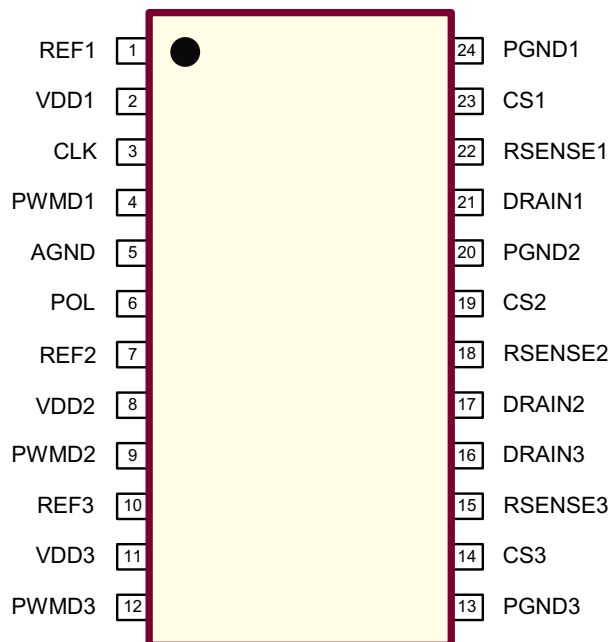 REF1 1 24 PGND1
VDD1 2 23 CS1
CLK 3 22 RSENSE1
PWMD1 4 21 DRAIN1
AGND 5 20 PGND2
POL 6 19 CS2
REF2 7 18 RSENSE2
VDD2 8 17 DRAIN2
PWMD2 9 16 DRAIN3
REF3 10 15 RSENSE3
VDD3 11 14 CS3
PWMD3 12 13 PGND3